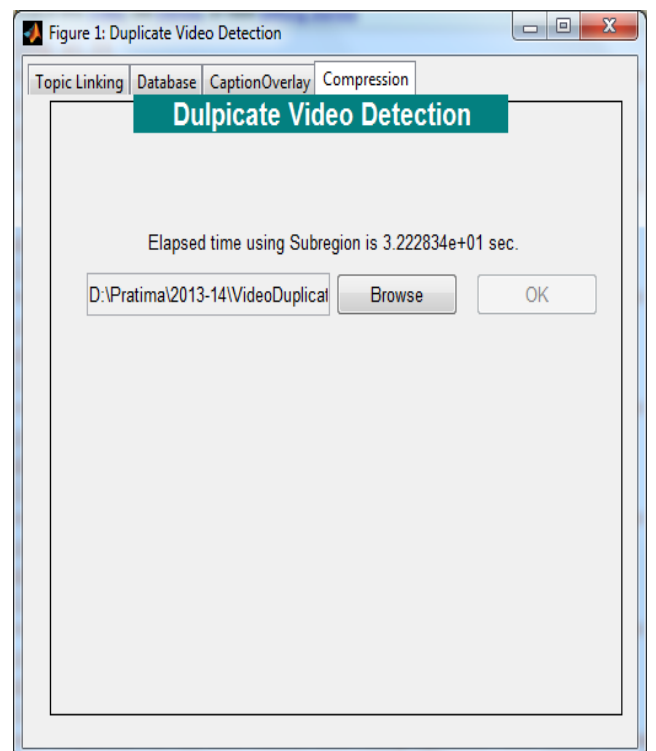 Figure 1: Duplicate Video Detection
Topic Linking Database CaptionOverlay Compression
Dulpicate Video Detection
Elapsed time using Subregion is 3.222834e+01 sec.
D:\Pratima\2013-14\VideoDuplicat Browse OK